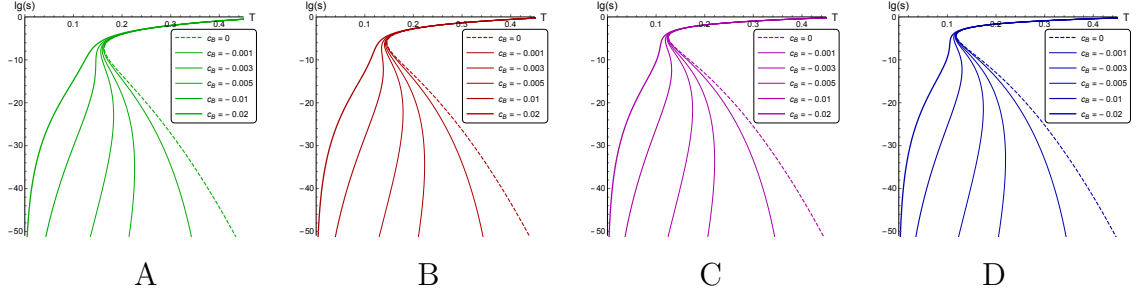 lg(s)
0.1 0.2 0.3 0.4 T
0
−10
−20
−30
−40
−50
c_B = 0
c_B = − 0.001
c_B = − 0.003
c_B = − 0.005
c_B = − 0.01
c_B = − 0.02
A
lg(s)
0.1 0.2 0.3 0.4 T
0
−10
−20
−30
−40
−50
c_B = 0
c_B = − 0.001
c_B = − 0.003
c_B = − 0.005
c_B = − 0.01
c_B = − 0.02
B
lg(s)
0.1 0.2 0.3 0.4 T
0
−10
−20
−30
−40
−50
c_B = 0
c_B = − 0.001
c_B = − 0.003
c_B = − 0.005
c_B = − 0.01
c_B = − 0.02
C
lg(s)
0.1 0.2 0.3 0.4 T
0
−10
−20
−30
−40
−50
c_B = 0
c_B = − 0.001
c_B = − 0.003
c_B = − 0.005
c_B = − 0.01
c_B = − 0.02
D